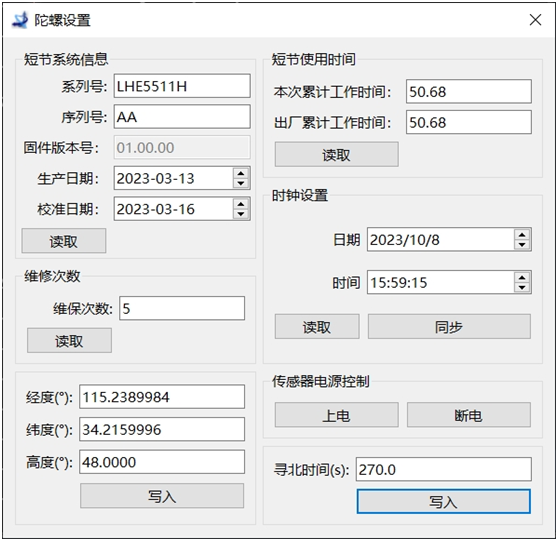 陀螺设置
短节系统信息
系列号: LHE5511H
序列号: AA
固件版本号: 01.00.00
生产日期: 2023-03-13
校准日期: 2023-03-16
读取
维修次数
维保次数: 5
读取
经度(°): 115.2389984
纬度(°): 34.2159996
高度(°): 48.0000
写入
短节使用时间
本次累计工作时间: 50.68
出厂累计工作时间: 50.68
读取
时钟设置
日期 2023/10/8
时间 15:59:15
读取 同步
传感器电源控制
上电 断电
寻北时间(s): 270.0
写入